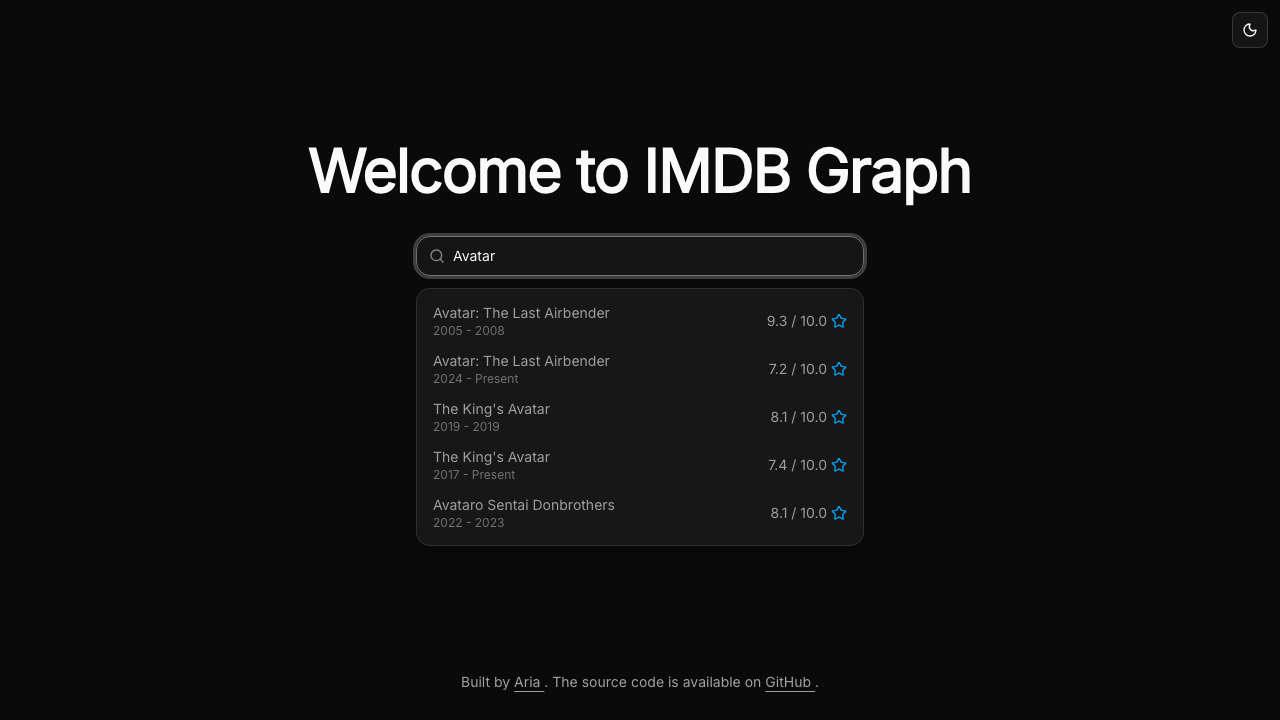 Welcome to IMDB Graph
Avatar
Avatar: The Last Airbender
2005 - 2008
9.3 / 10.0
Avatar: The Last Airbender
2024 - Present
7.2 / 10.0
The King's Avatar
2019 - 2019
8.1 / 10.0
The King's Avatar
2017 - Present
7.4 / 10.0
Avataro Sentai Donbrothers
2022 - 2023
8.1 / 10.0
Built by Aria . The source code is available on GitHub .